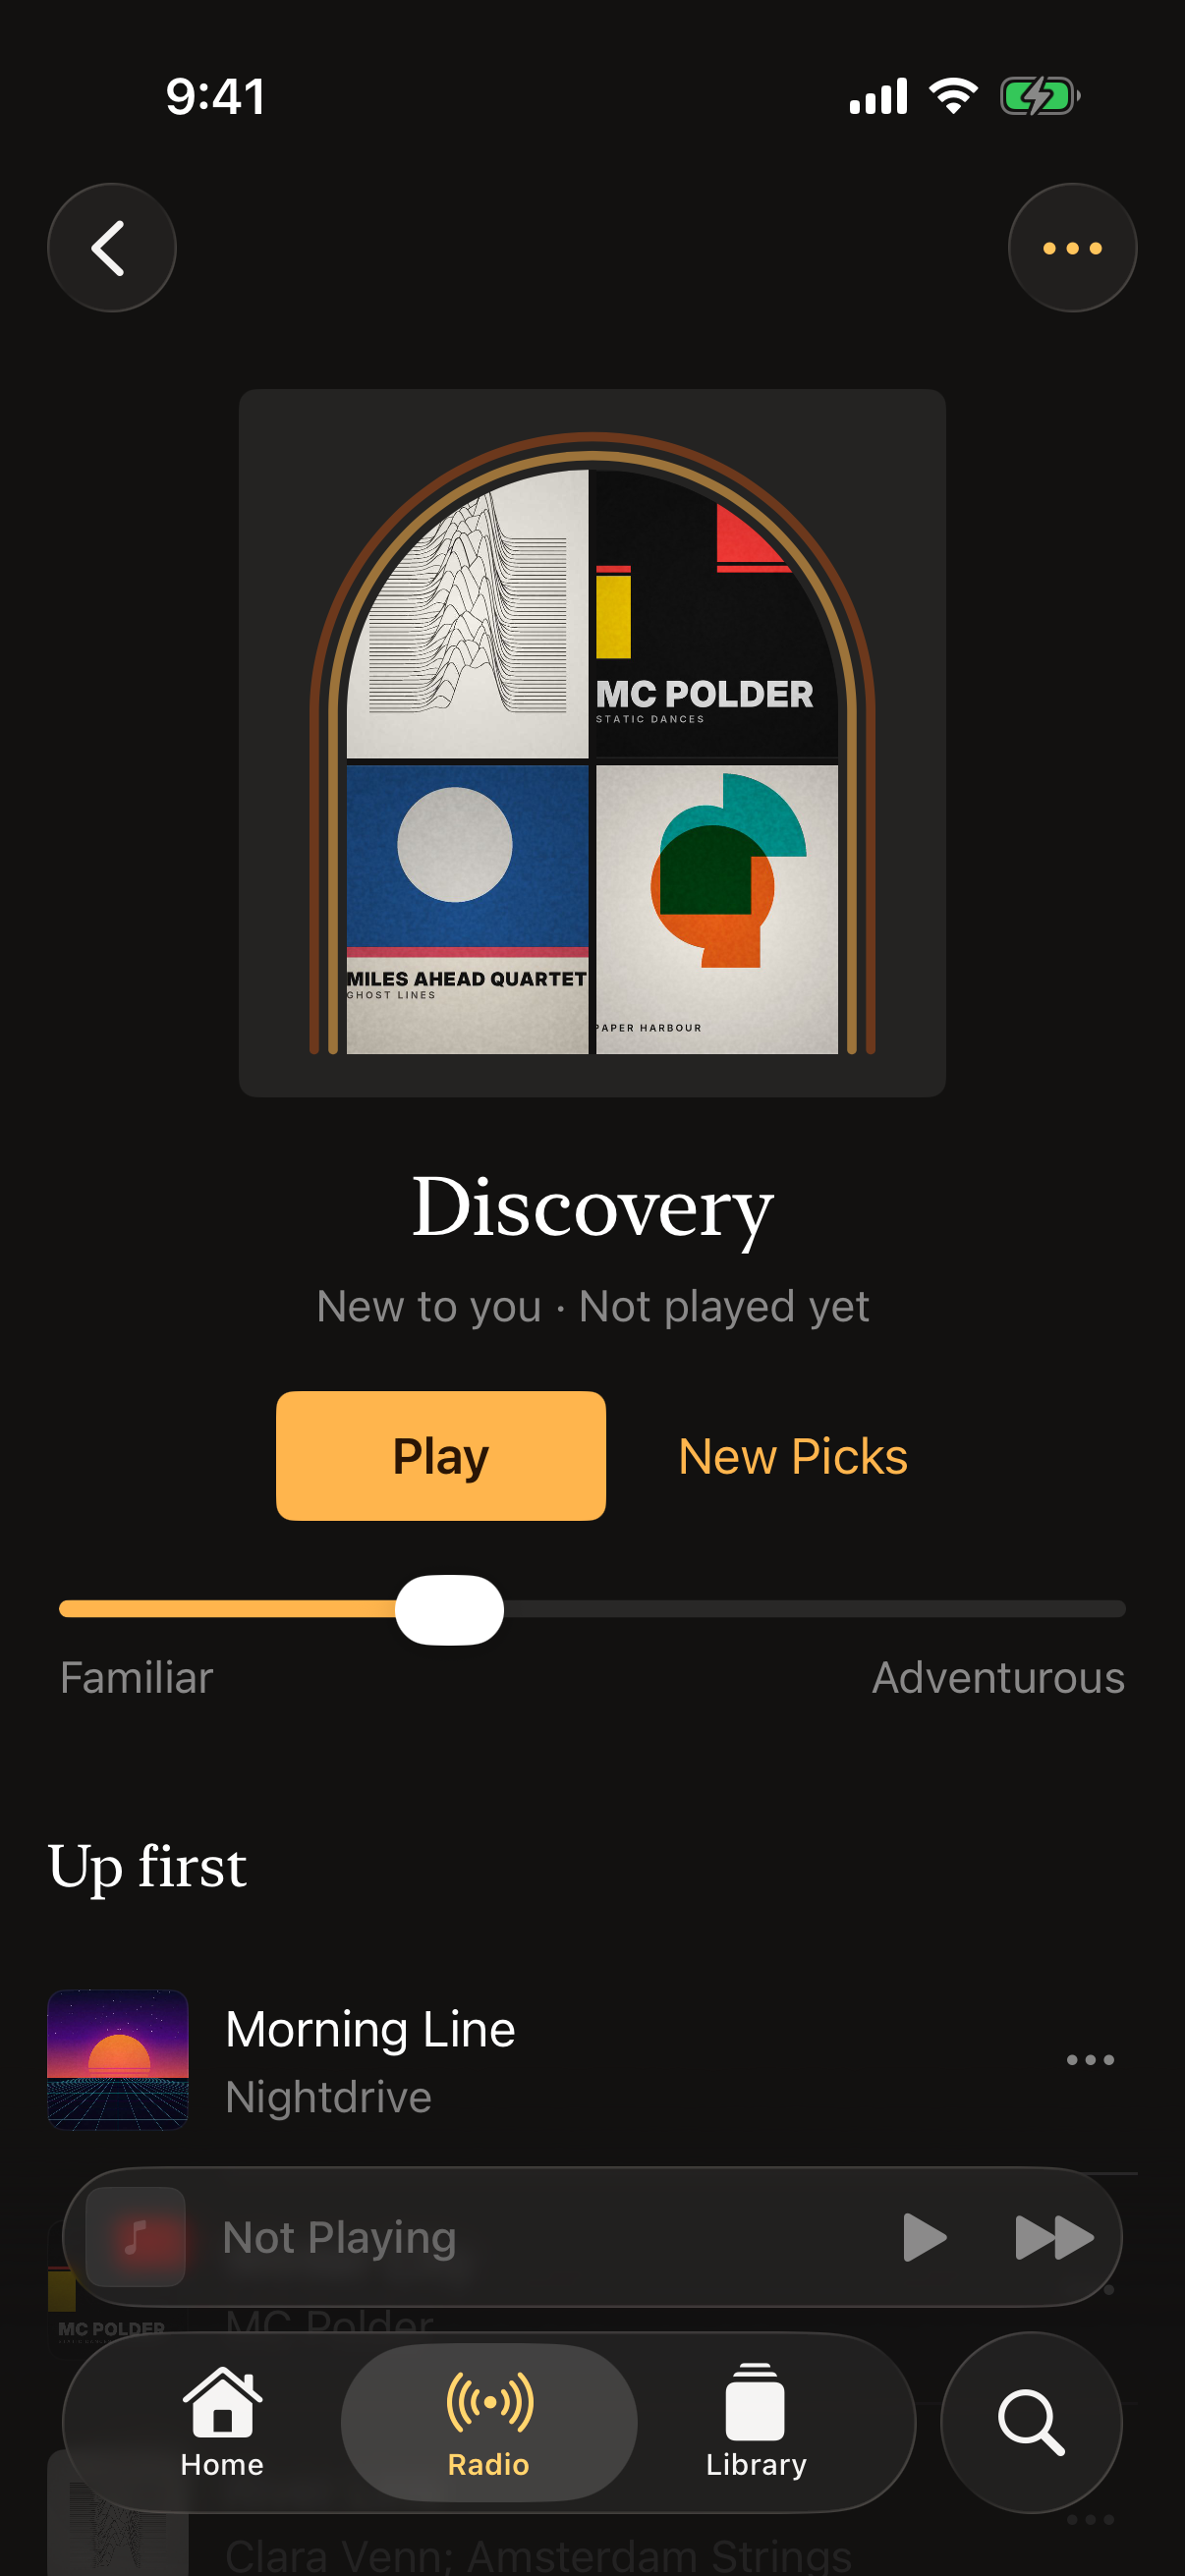 9:41
MC POLDER
STATIC DANCES
MILES AHEAD QUARTET
GHOST LINES
PAPER HARBOUR
Discovery
New to you · Not played yet
Play
New Picks
Familiar
Adventurous
Up first
Morning Line
Nightdrive
Not Playing
MC POLDER
MC Polder
Home
Radio
Library
Clara Venn; Amsterdam Strings